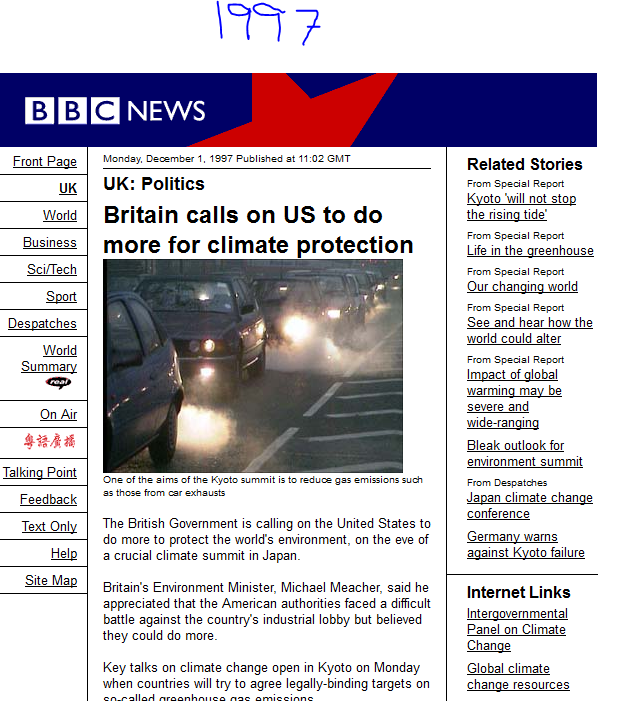 1997
BBC NEWS
Front Page
UK
World
Business
Sci/Tech
Sport
Despatches
World
Summary
real
On Air
粤語廣播
Talking Point
Feedback
Text Only
Help
Site Map
Monday, December 1, 1997 Published at 11:02 GMT
UK: Politics
Britain calls on US to do
more for climate protection
One of the aims of the Kyoto summit is to reduce gas emissions such
as those from car exhausts
The British Government is calling on the United States to
do more to protect the world's environment, on the eve of
a crucial climate summit in Japan.
Britain's Environment Minister, Michael Meacher, said he
appreciated that the American authorities faced a difficult
battle against the country's industrial lobby but believed
they could do more.
Key talks on climate change open in Kyoto on Monday
when countries will try to agree legally-binding targets on
so-called greenhouse gas emissions.
Related Stories
From Special Report
Kyoto 'will not stop
the rising tide'
From Special Report
Life in the greenhouse
From Special Report
Our changing world
From Special Report
See and hear how the
world could alter
From Special Report
Impact of global
warming may be
severe and
wide-ranging
Bleak outlook for
environment summit
From Despatches
Japan climate change
conference
Germany warns
against Kyoto failure
Internet Links
Intergovernmental
Panel on Climate
Change
Global climate
change resources